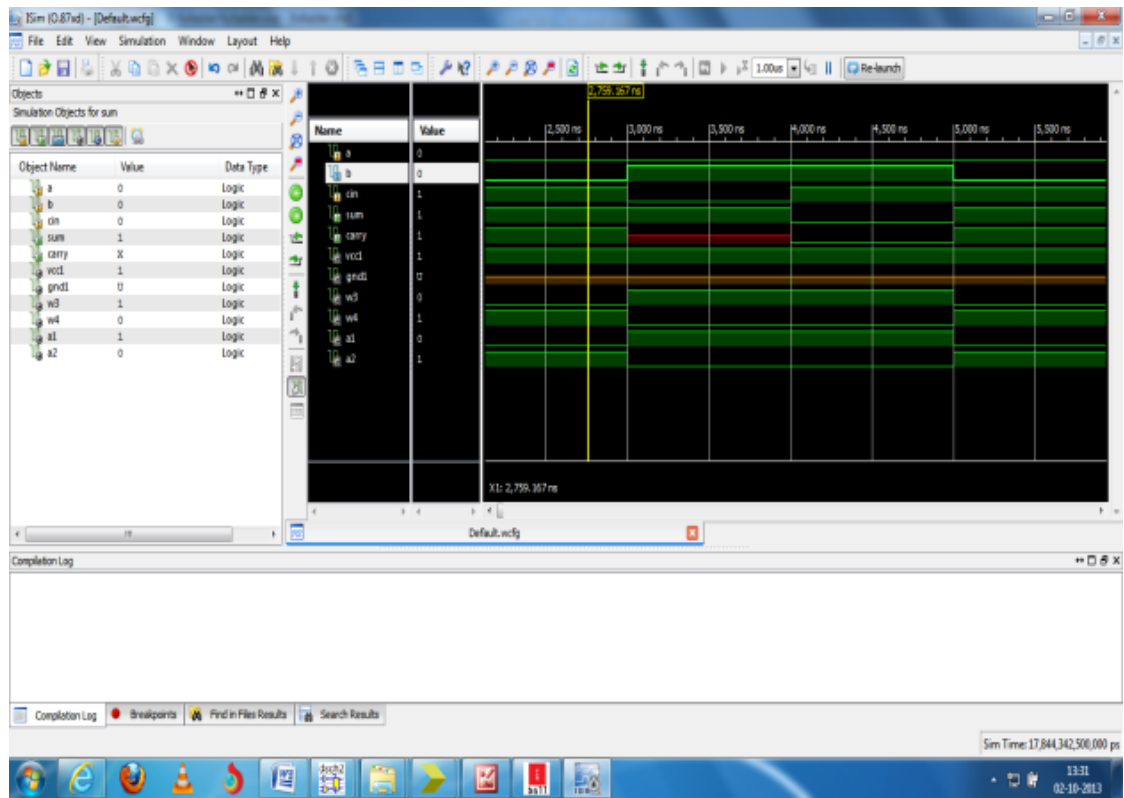 ISim (O.87xd) - [Default.wcfg]
File Edit View Simulation Window Layout Help
1.00us Re-launch
Objects
Simulation Objects for sum
Object Name Value Data Type
a 0 Logic
b 0 Logic
cin 0 Logic
sum 1 Logic
carry X Logic
vcc1 1 Logic
gnd1 U Logic
w3 1 Logic
w4 0 Logic
a1 1 Logic
a2 0 Logic
2,759.167 ns
Name Value
2,500 ns 3,000 ns 3,500 ns 4,000 ns 4,500 ns 5,000 ns 5,500 ns
a 0
b 0
cin 1
sum 1
carry 1
vcc1 1
gnd1 U
w3 0
w4 1
a1 0
a2 1
X1: 2,759.167 ns
Default.wcfg
Compilation Log
Compilation Log Breakpoints Find in Files Results Search Results
Sim Time: 17,844,342,500,000 ps
dsch2
13:31
02-10-2013